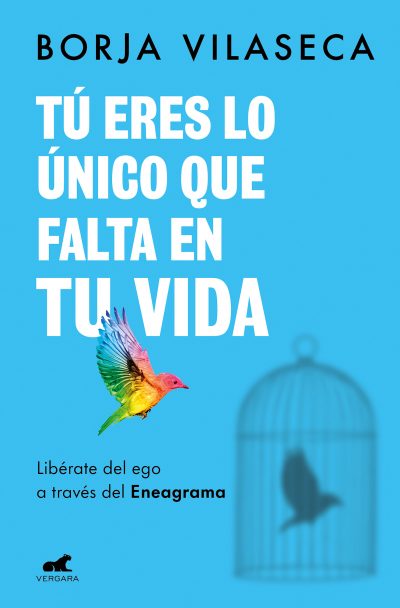 BORJA VILASECA
TÚ ERES LO
ÚNICO QUE
FALTA EN
TU VIDA
Libérate del ego
a través del Eneagrama
VERGARA